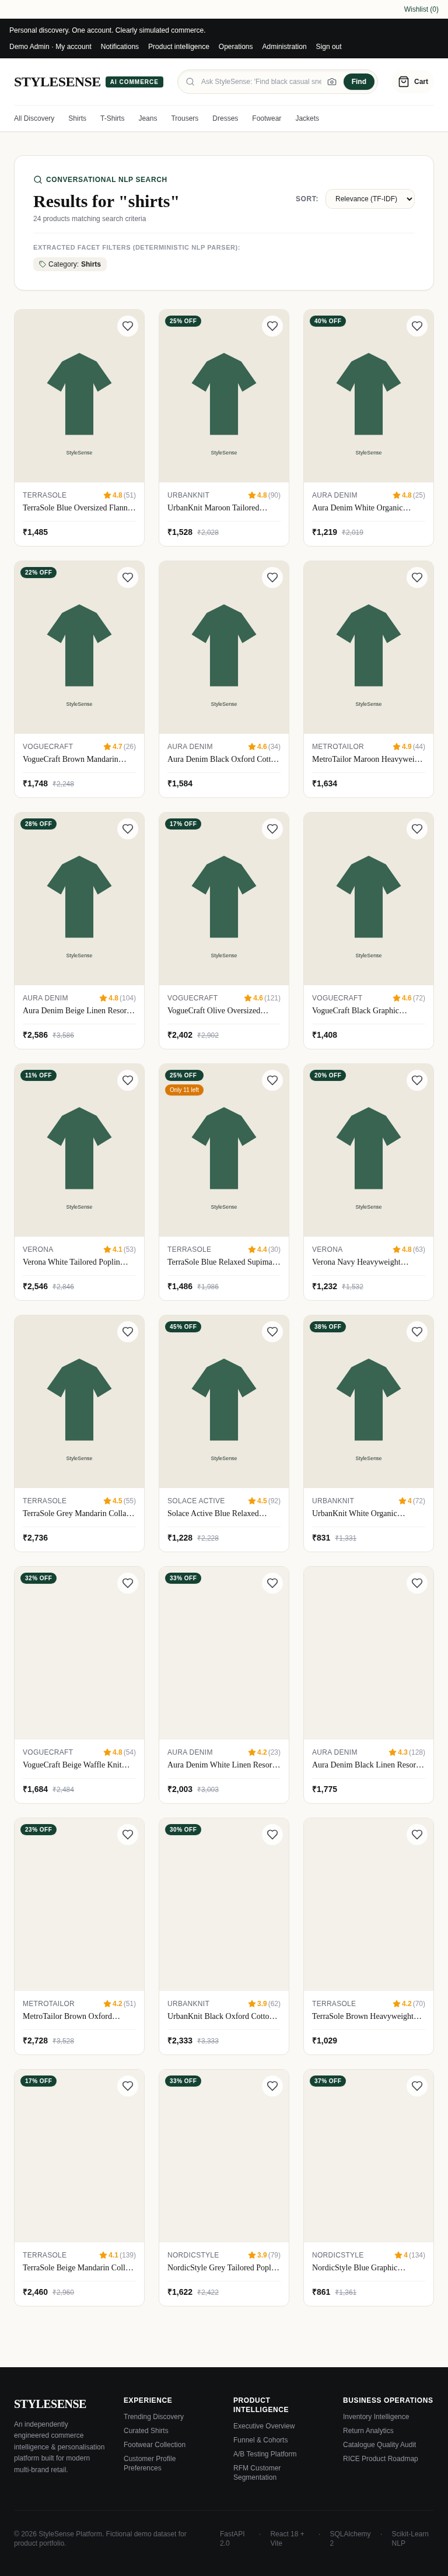 Wishlist (0)
Personal discovery. One account. Clearly simulated commerce.
Demo Admin · My account Notifications Product intelligence Operations Administration Sign out
STYLESENSE AI COMMERCE Ask StyleSense: 'Find black casual sne Find Cart
All Discovery Shirts T-Shirts Jeans Trousers Dresses Footwear Jackets
CONVERSATIONAL NLP SEARCH
Results for "shirts"
SORT: Relevance (TF-IDF)
24 products matching search criteria
EXTRACTED FACET FILTERS (DETERMINISTIC NLP PARSER):
Category: Shirts
25% OFF 40% OFF
StyleSense StyleSense StyleSense
TERRASOLE 4.8 (51) URBANKNIT 4.8 (90) AURA DENIM 4.8 (25)
TerraSole Blue Oversized Flann… UrbanKnit Maroon Tailored… Aura Denim White Organic…
₹1,485 ₹1,528 ₹2,028 ₹1,219 ₹2,019
22% OFF
StyleSense StyleSense StyleSense
VOGUECRAFT 4.7 (26) AURA DENIM 4.6 (34) METROTAILOR 4.9 (44)
VogueCraft Brown Mandarin… Aura Denim Black Oxford Cott… MetroTailor Maroon Heavywei…
₹1,748 ₹2,248 ₹1,584 ₹1,634
28% OFF 17% OFF
StyleSense StyleSense StyleSense
AURA DENIM 4.8 (104) VOGUECRAFT 4.6 (121) VOGUECRAFT 4.6 (72)
Aura Denim Beige Linen Resor… VogueCraft Olive Oversized… VogueCraft Black Graphic…
₹2,586 ₹3,586 ₹2,402 ₹2,902 ₹1,408
11% OFF 25% OFF 20% OFF
Only 11 left
StyleSense StyleSense StyleSense
VERONA 4.1 (53) TERRASOLE 4.4 (30) VERONA 4.8 (63)
Verona White Tailored Poplin… TerraSole Blue Relaxed Supima… Verona Navy Heavyweight…
₹2,546 ₹2,846 ₹1,486 ₹1,986 ₹1,232 ₹1,532
45% OFF 38% OFF
StyleSense StyleSense StyleSense
TERRASOLE 4.5 (55) SOLACE ACTIVE 4.5 (92) URBANKNIT 4 (72)
TerraSole Grey Mandarin Colla… Solace Active Blue Relaxed… UrbanKnit White Organic…
₹2,736 ₹1,228 ₹2,228 ₹831 ₹1,331
32% OFF 33% OFF
VOGUECRAFT 4.8 (54) AURA DENIM 4.2 (23) AURA DENIM 4.3 (128)
VogueCraft Beige Waffle Knit… Aura Denim White Linen Resor… Aura Denim Black Linen Resor…
₹1,684 ₹2,484 ₹2,003 ₹3,003 ₹1,775
23% OFF 30% OFF
METROTAILOR 4.2 (51) URBANKNIT 3.9 (62) TERRASOLE 4.2 (70)
MetroTailor Brown Oxford… UrbanKnit Black Oxford Cotto… TerraSole Brown Heavyweight…
₹2,728 ₹3,528 ₹2,333 ₹3,333 ₹1,029
17% OFF 33% OFF 37% OFF
TERRASOLE 4.1 (139) NORDICSTYLE 3.9 (79) NORDICSTYLE 4 (134)
TerraSole Beige Mandarin Coll… NordicStyle Grey Tailored Popl… NordicStyle Blue Graphic…
₹2,460 ₹2,960 ₹1,622 ₹2,422 ₹861 ₹1,361
STYLESENSE
An independently
engineered commerce
intelligence & personalisation
platform built for modern
multi-brand retail.
EXPERIENCE
Trending Discovery
Curated Shirts
Footwear Collection
Customer Profile
Preferences
PRODUCT
INTELLIGENCE
Executive Overview
Funnel & Cohorts
A/B Testing Platform
RFM Customer
Segmentation
BUSINESS OPERATIONS
Inventory Intelligence
Return Analytics
Catalogue Quality Audit
RICE Product Roadmap
© 2026 StyleSense Platform. Fictional demo dataset for
product portfolio.
FastAPI
2.0
·
React 18 +
Vite
·
SQLAlchemy
2
·
Scikit-Learn
NLP